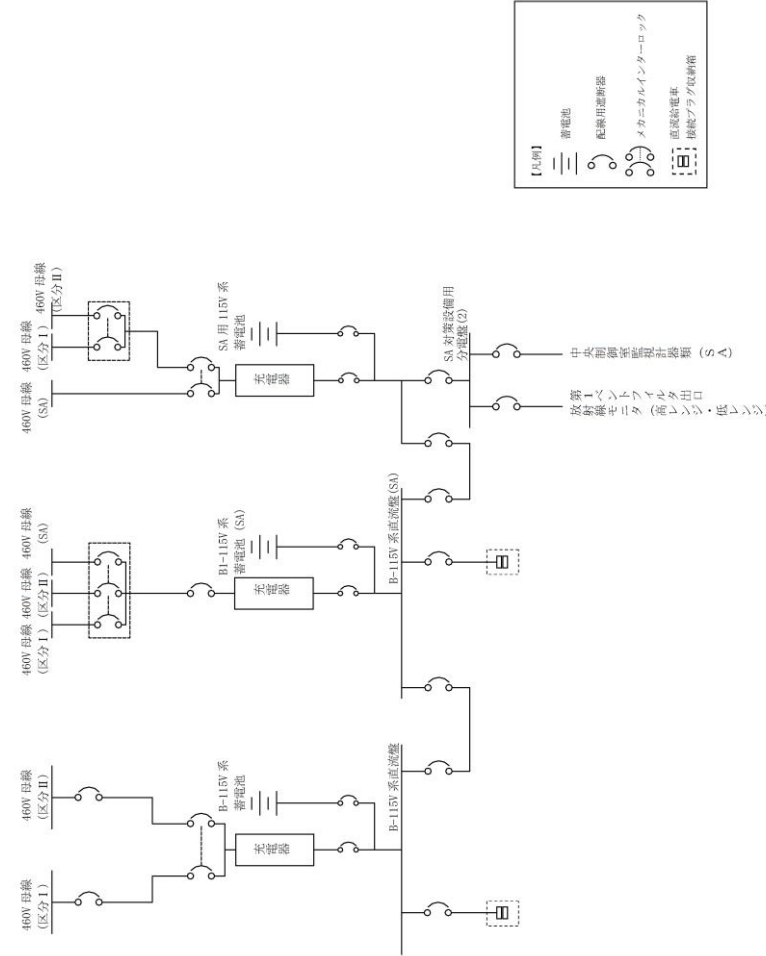 【凡例】
蓄電池
配線用遮断器
メカニカルインターロック
直流給電車
接続プラグ収納箱
460V 母線
(区分Ⅰ)
460V 母線
(区分Ⅱ)
充電器
B-115V 系
蓄電池
B-115V 系直流盤
460V 母線
(区分Ⅰ)
460V 母線
(区分Ⅱ)
460V 母線
(SA)
充電器
B1-115V 系
蓄電池 (SA)
B-115V 系直流盤(SA)
460V 母線
(SA)
460V 母線
(区分Ⅰ)
460V 母線
(区分Ⅱ)
充電器
SA 用 115V 系
蓄電池
SA 対策設備用
分電盤(2)
第1ベントフィルタ出口
放射線モニタ (高レンジ・低レンジ)
中央制御室監視計器類 (SA)